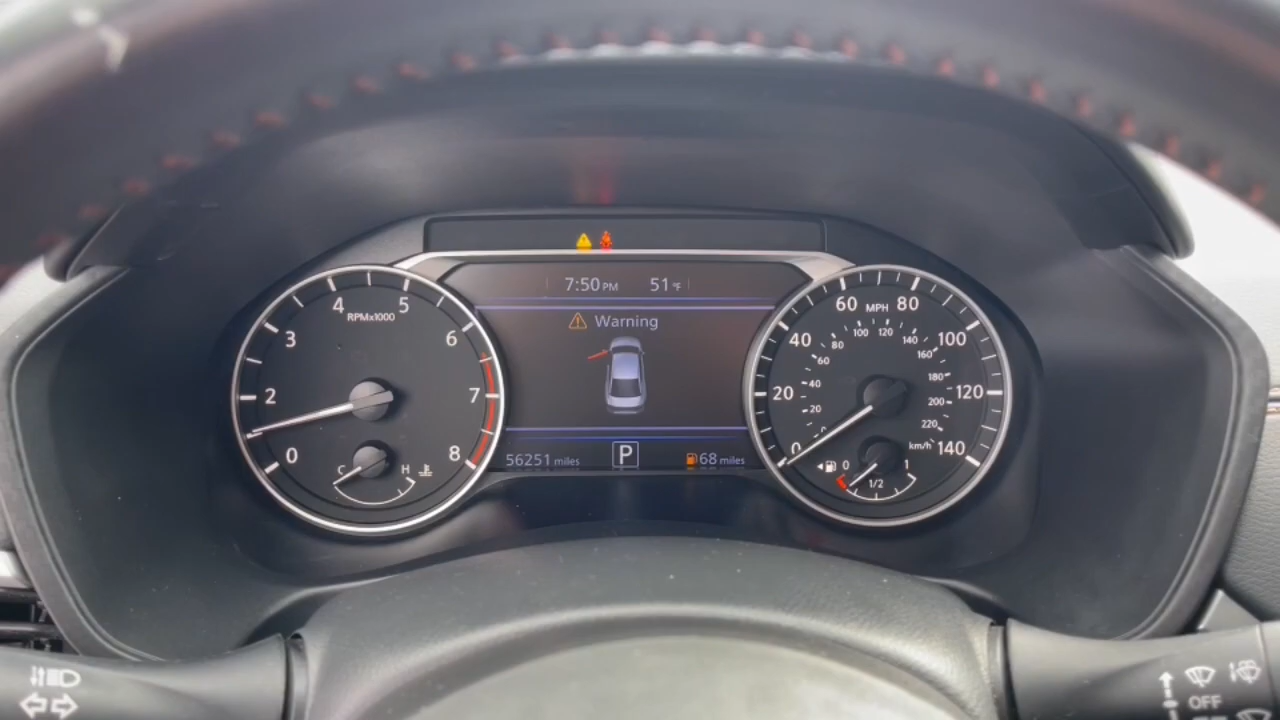 7:50 PM 51°F
Warning
4 5
RPMx1000
3 6
2 7
0 8
C H
56251 miles P 68 miles
60 MPH 80
40 100
20 120
0 140
80 100 120 140
60 160
40 180
20 200
0 220
km/h
0 1
1/2
OFF